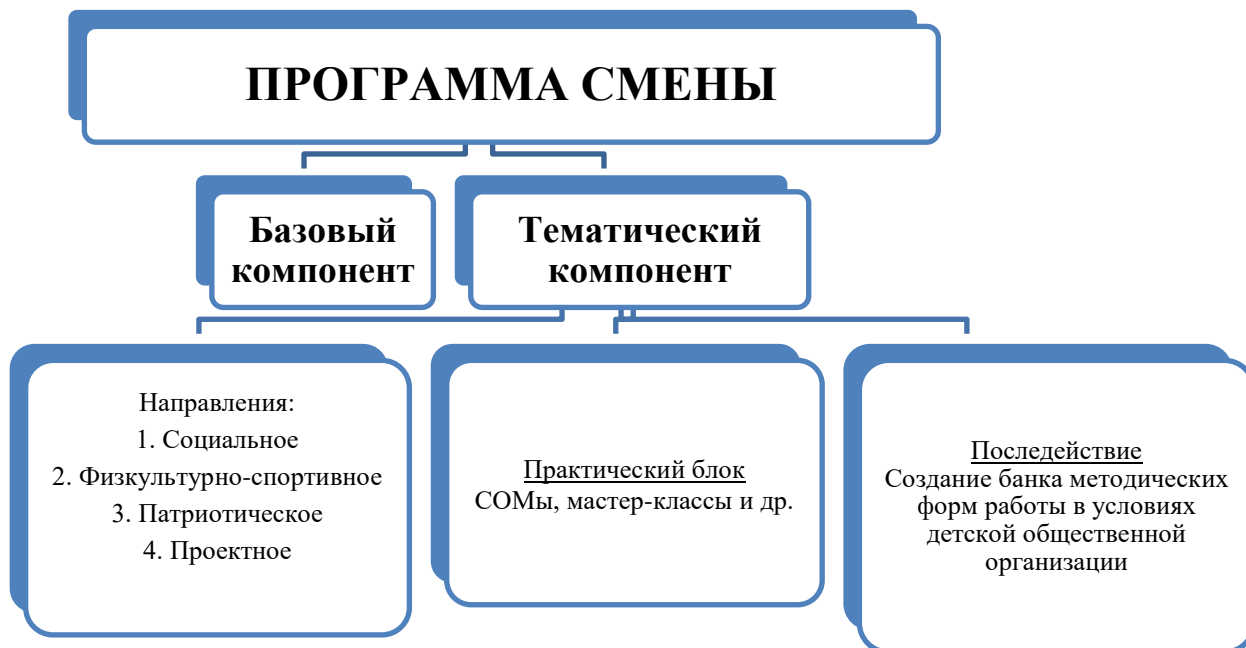 ПРОГРАММА СМЕНЫ
Базовый
компонент
Тематический
компонент
Направления:
1. Социальное
2. Физкультурно-спортивное
3. Патриотическое
4. Проектное
Практический блок
СОМы, мастер-классы и др.
Последействие
Создание банка методических
форм работы в условиях
детской общественной
организации